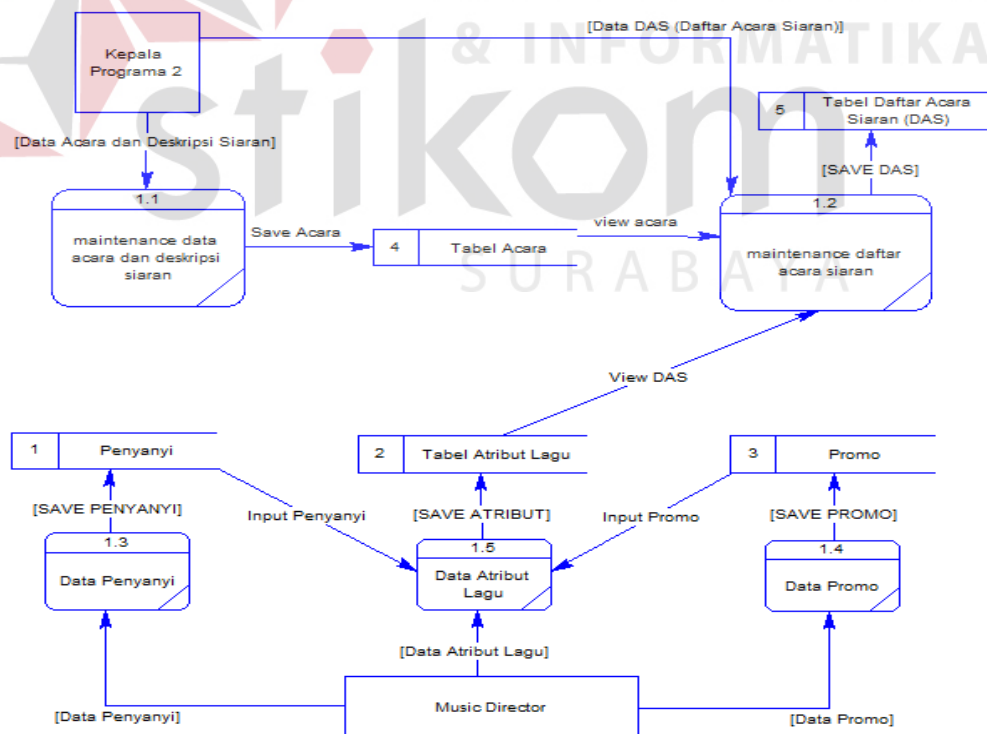 [Data DAS (Daftar Acara Siaran)]
& INFORMATIKA
Kepala
Programa 2
stikom
5
Tabel Daftar Acara
Siaran (DAS)
[Data Acara dan Deskripsi Siaran]
[SAVE DAS]
1.1
1.2
maintenance data
acara dan deskripsi
siaran
Save Acara
4
Tabel Acara
view acara
maintenance daftar
acara siaran
SURABAYA
View DAS
1
Penyanyi
2
Tabel Atribut Lagu
3
Promo
[SAVE PENYANYI]
Input Penyanyi
[SAVE ATRIBUT]
Input Promo
[SAVE PROMO]
1.3
Data Penyanyi
1.5
Data Atribut
Lagu
1.4
Data Promo
[Data Atribut Lagu]
Music Director
[Data Penyanyi]
[Data Promo]